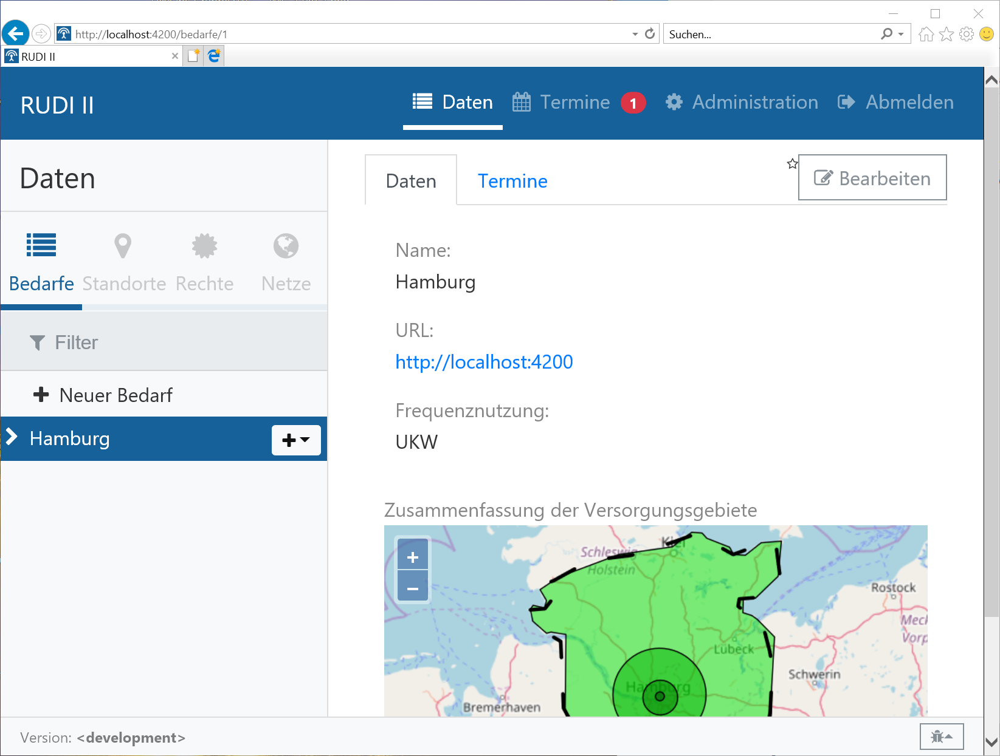 http://localhost:4200/bedarfe/1
Suchen...
RUDI II
RUDI II
Daten
Termine 1
Administration
Abmelden
Daten
Bedarfe
Standorte
Rechte
Netze
Filter
Neuer Bedarf
Hamburg
Daten
Termine
Bearbeiten
Name:
Hamburg
URL:
http://localhost:4200
Frequenznutzung:
UKW
Zusammenfassung der Versorgungsgebiete
+
−
Kiel
Schleswig
Holstein
Rostock
Lübeck
Schwerin
Hamburg
Bremerhaven
Version: <development>